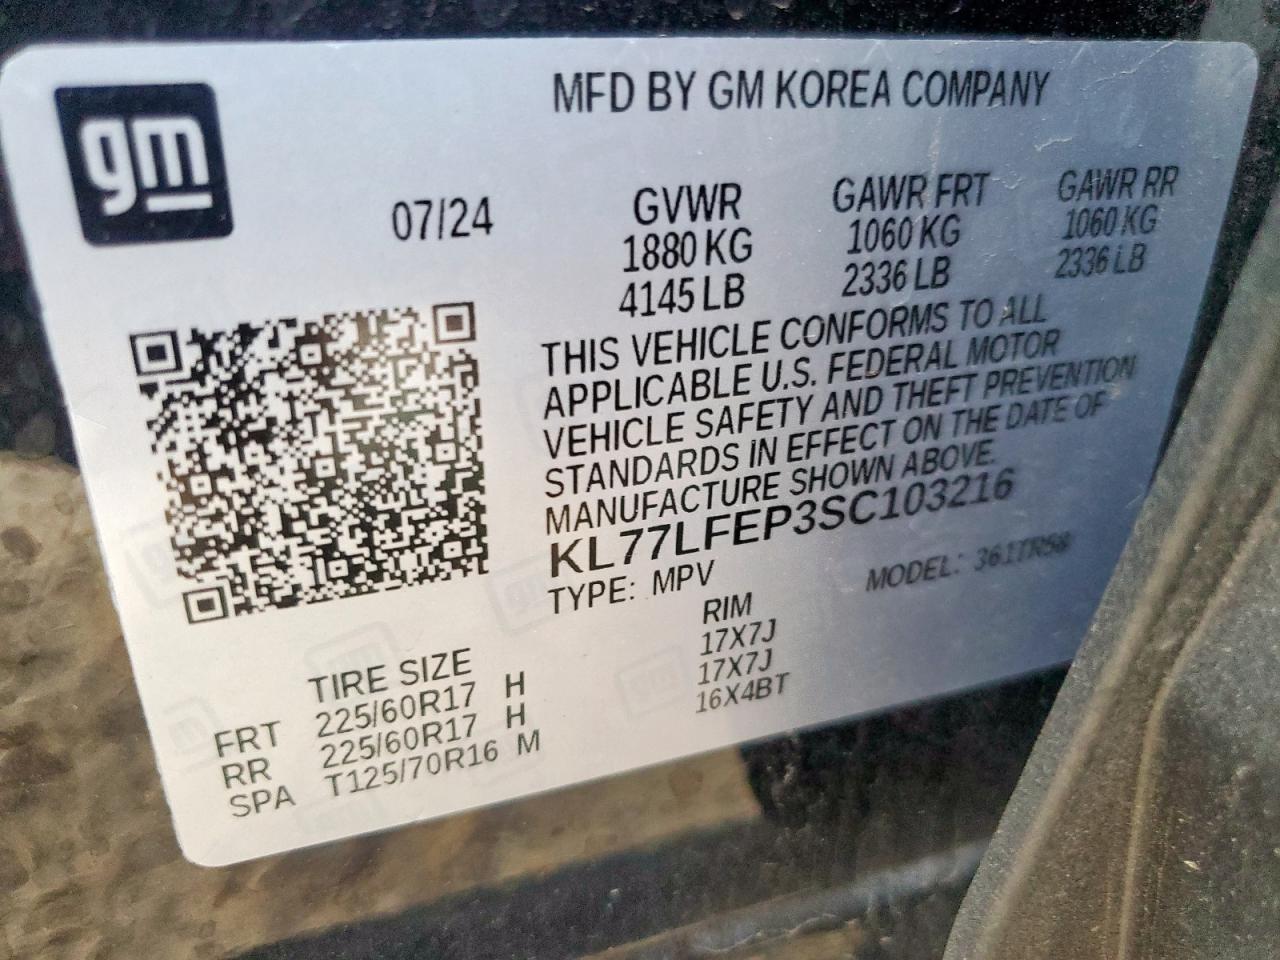 gm
MFD BY GM KOREA COMPANY
07/24
GVWR GAWR FRT GAWR RR
1880 KG 1060 KG 1060 KG
4145 LB 2336 LB 2336 LB
THIS VEHICLE CONFORMS TO ALL
APPLICABLE U.S. FEDERAL MOTOR
VEHICLE SAFETY AND THEFT PREVENTION
STANDARDS IN EFFECT ON THE DATE OF
MANUFACTURE SHOWN ABOVE.
KL77LFEP3SC103216
TYPE: MPV MODEL: 361TR58
TIRE SIZE RIM
FRT 225/60R17 H 17X7J
RR 225/60R17 H 17X7J
SPA T125/70R16 M 16X4BT